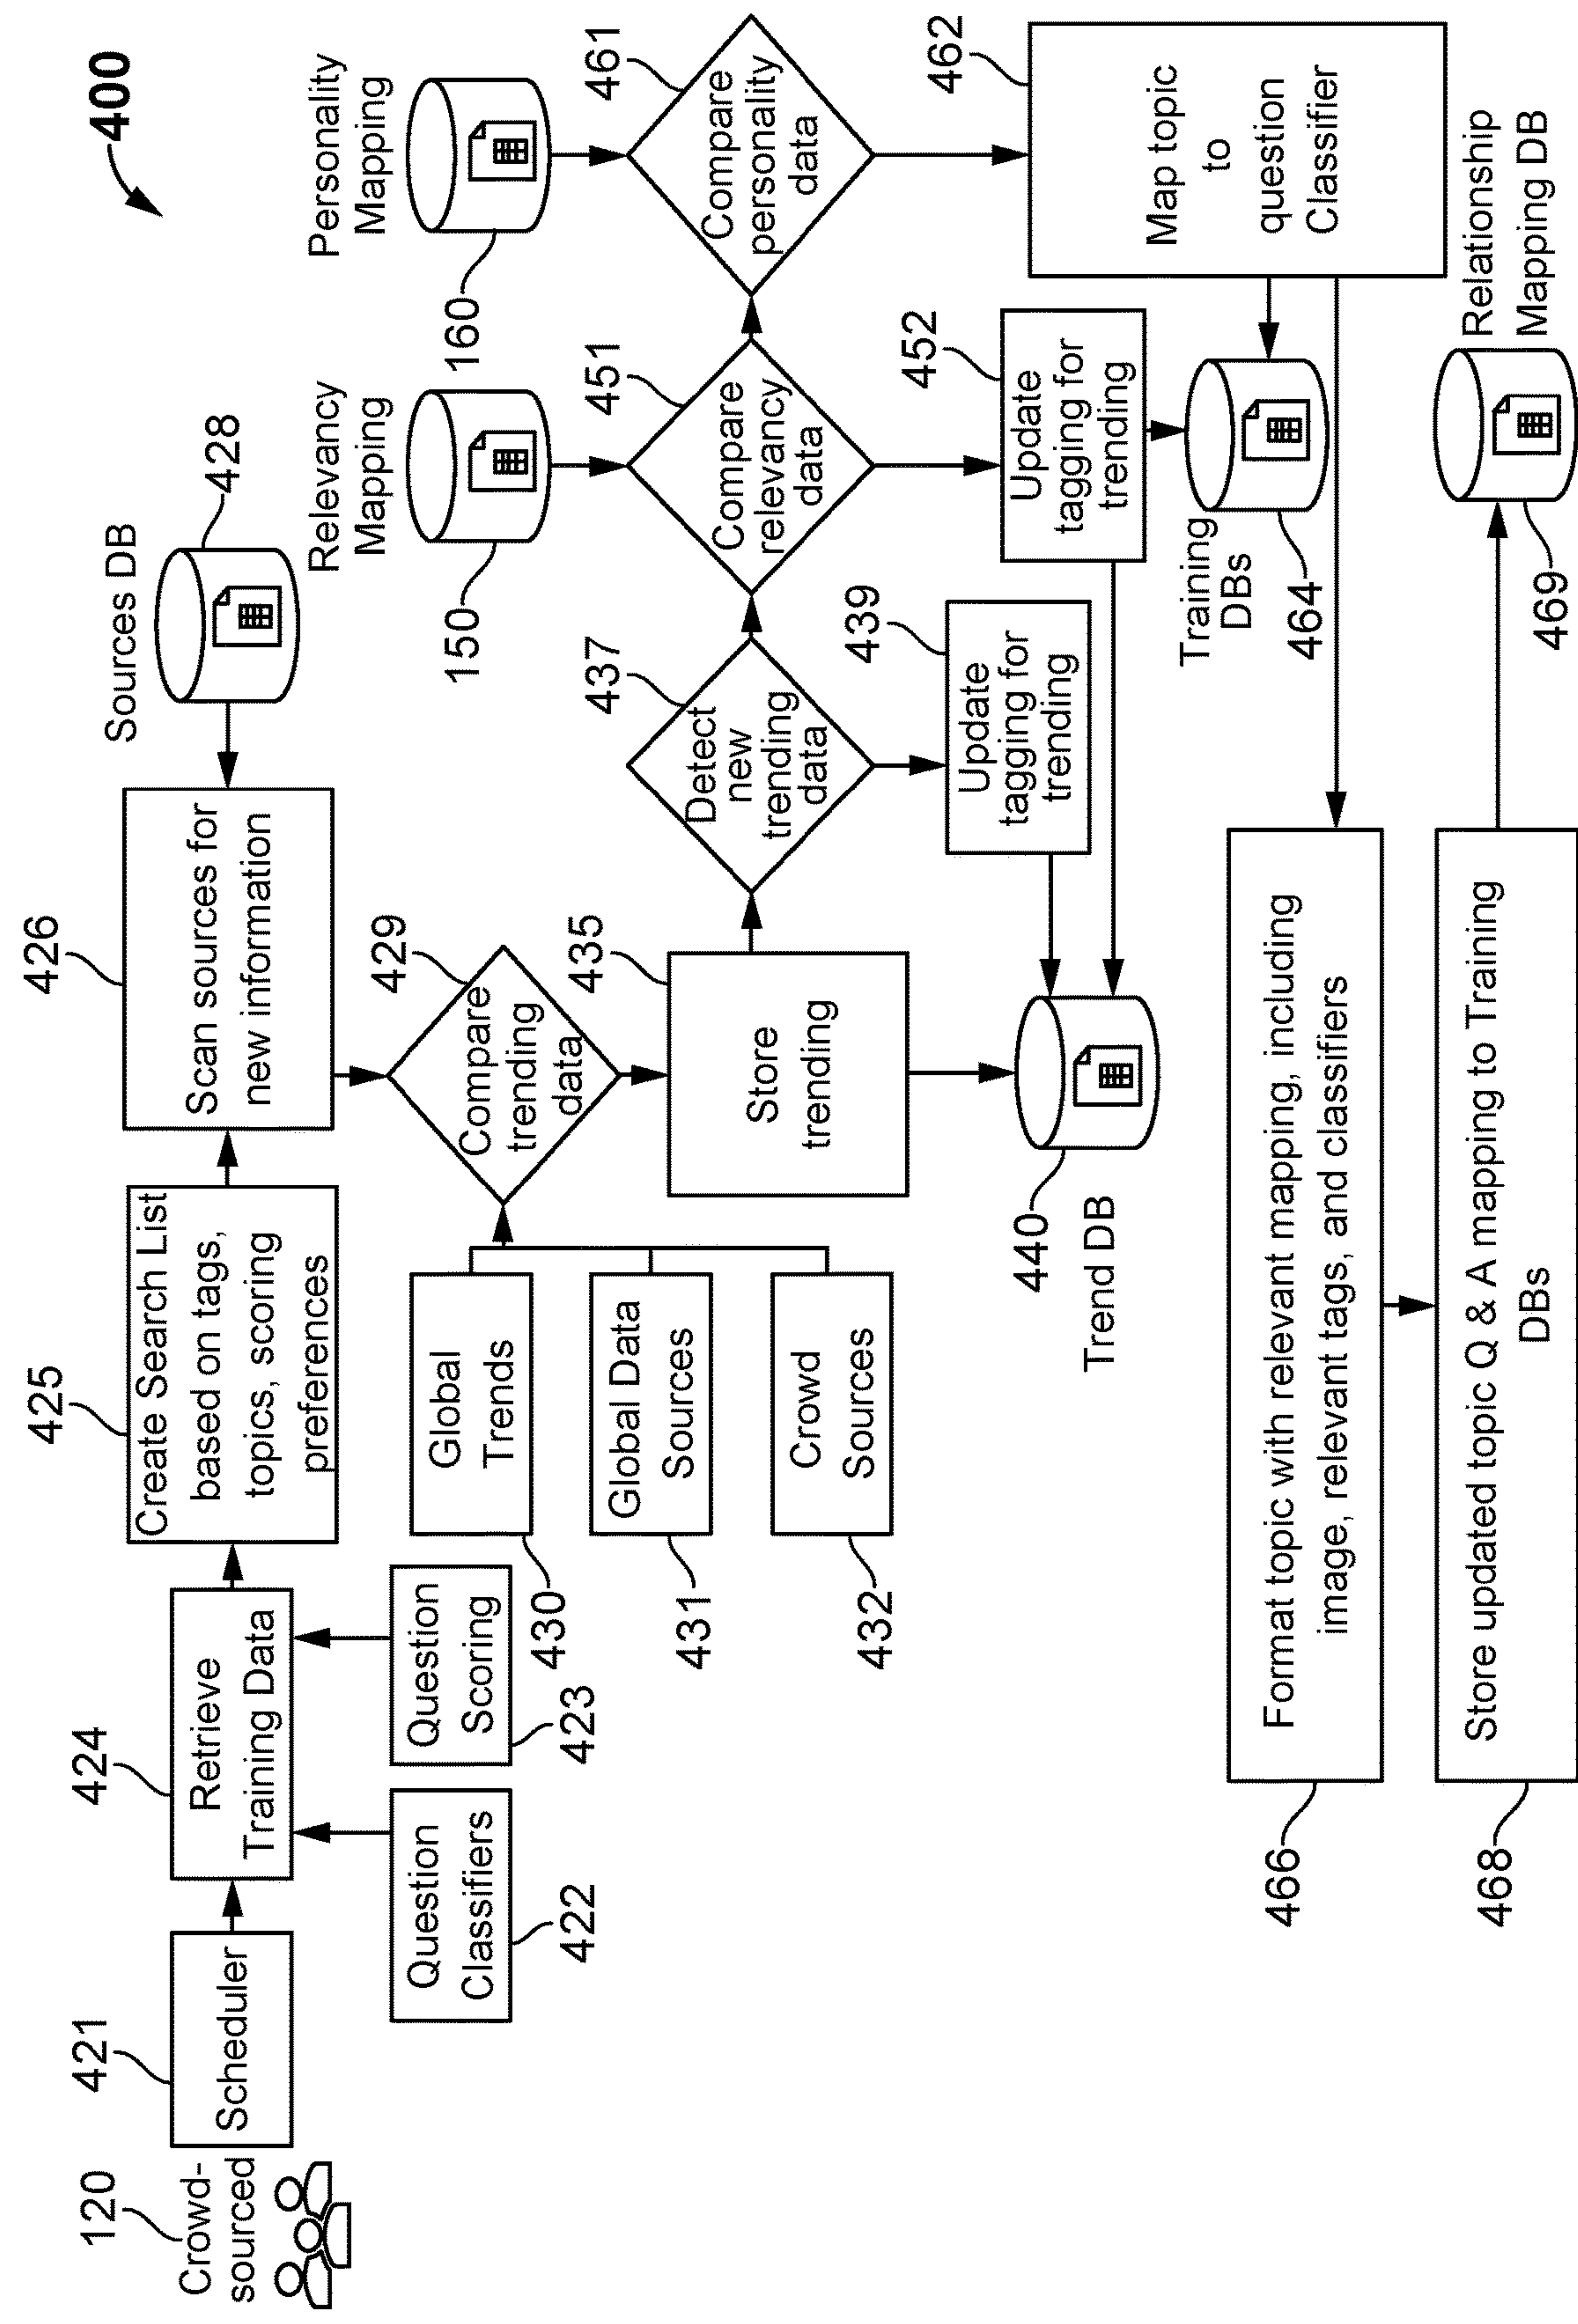 400
120
Crowd-
sourced
421
Scheduler
424
Retrieve
Training Data
Question
Classifiers
422
Question
Scoring
423
425
Create Search List
based on tags,
topics, scoring
preferences
426
Scan sources for
new information
Sources DB
428
Global
Trends
430
Global Data
Sources
431
Crowd
Sources
432
429
Compare
trending
data
435
Store
trending
440
Trend DB
437
Detect
new
trending
data
439
Update
tagging for
trending
Relevancy
Mapping
150
451
Compare
relevancy
data
452
Update
tagging for
trending
Personality
Mapping
160
461
Compare
personality
data
462
Map topic
to
question
Classifier
Training
DBs
464
Format topic with relevant mapping, including
image, relevant tags, and classifiers
466
Store updated topic Q & A mapping to Training
DBs
468
Relationship
Mapping DB
469